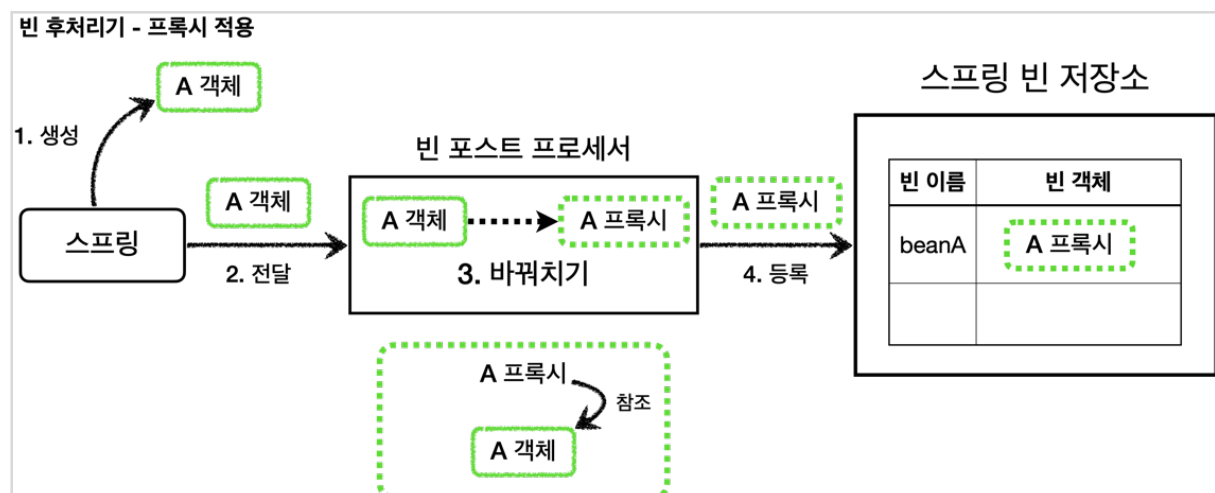 빈 후처리기 - 프록시 적용
A 객체
스프링 빈 저장소
1. 생성
빈 포스트 프로세서
빈 이름
빈 객체
A 객체
A 프록시
A 객체
A 프록시
스프링
beanA
A 프록시
2. 전달
3. 바꿔치기
4. 등록
A 프록시
참조
A 객체